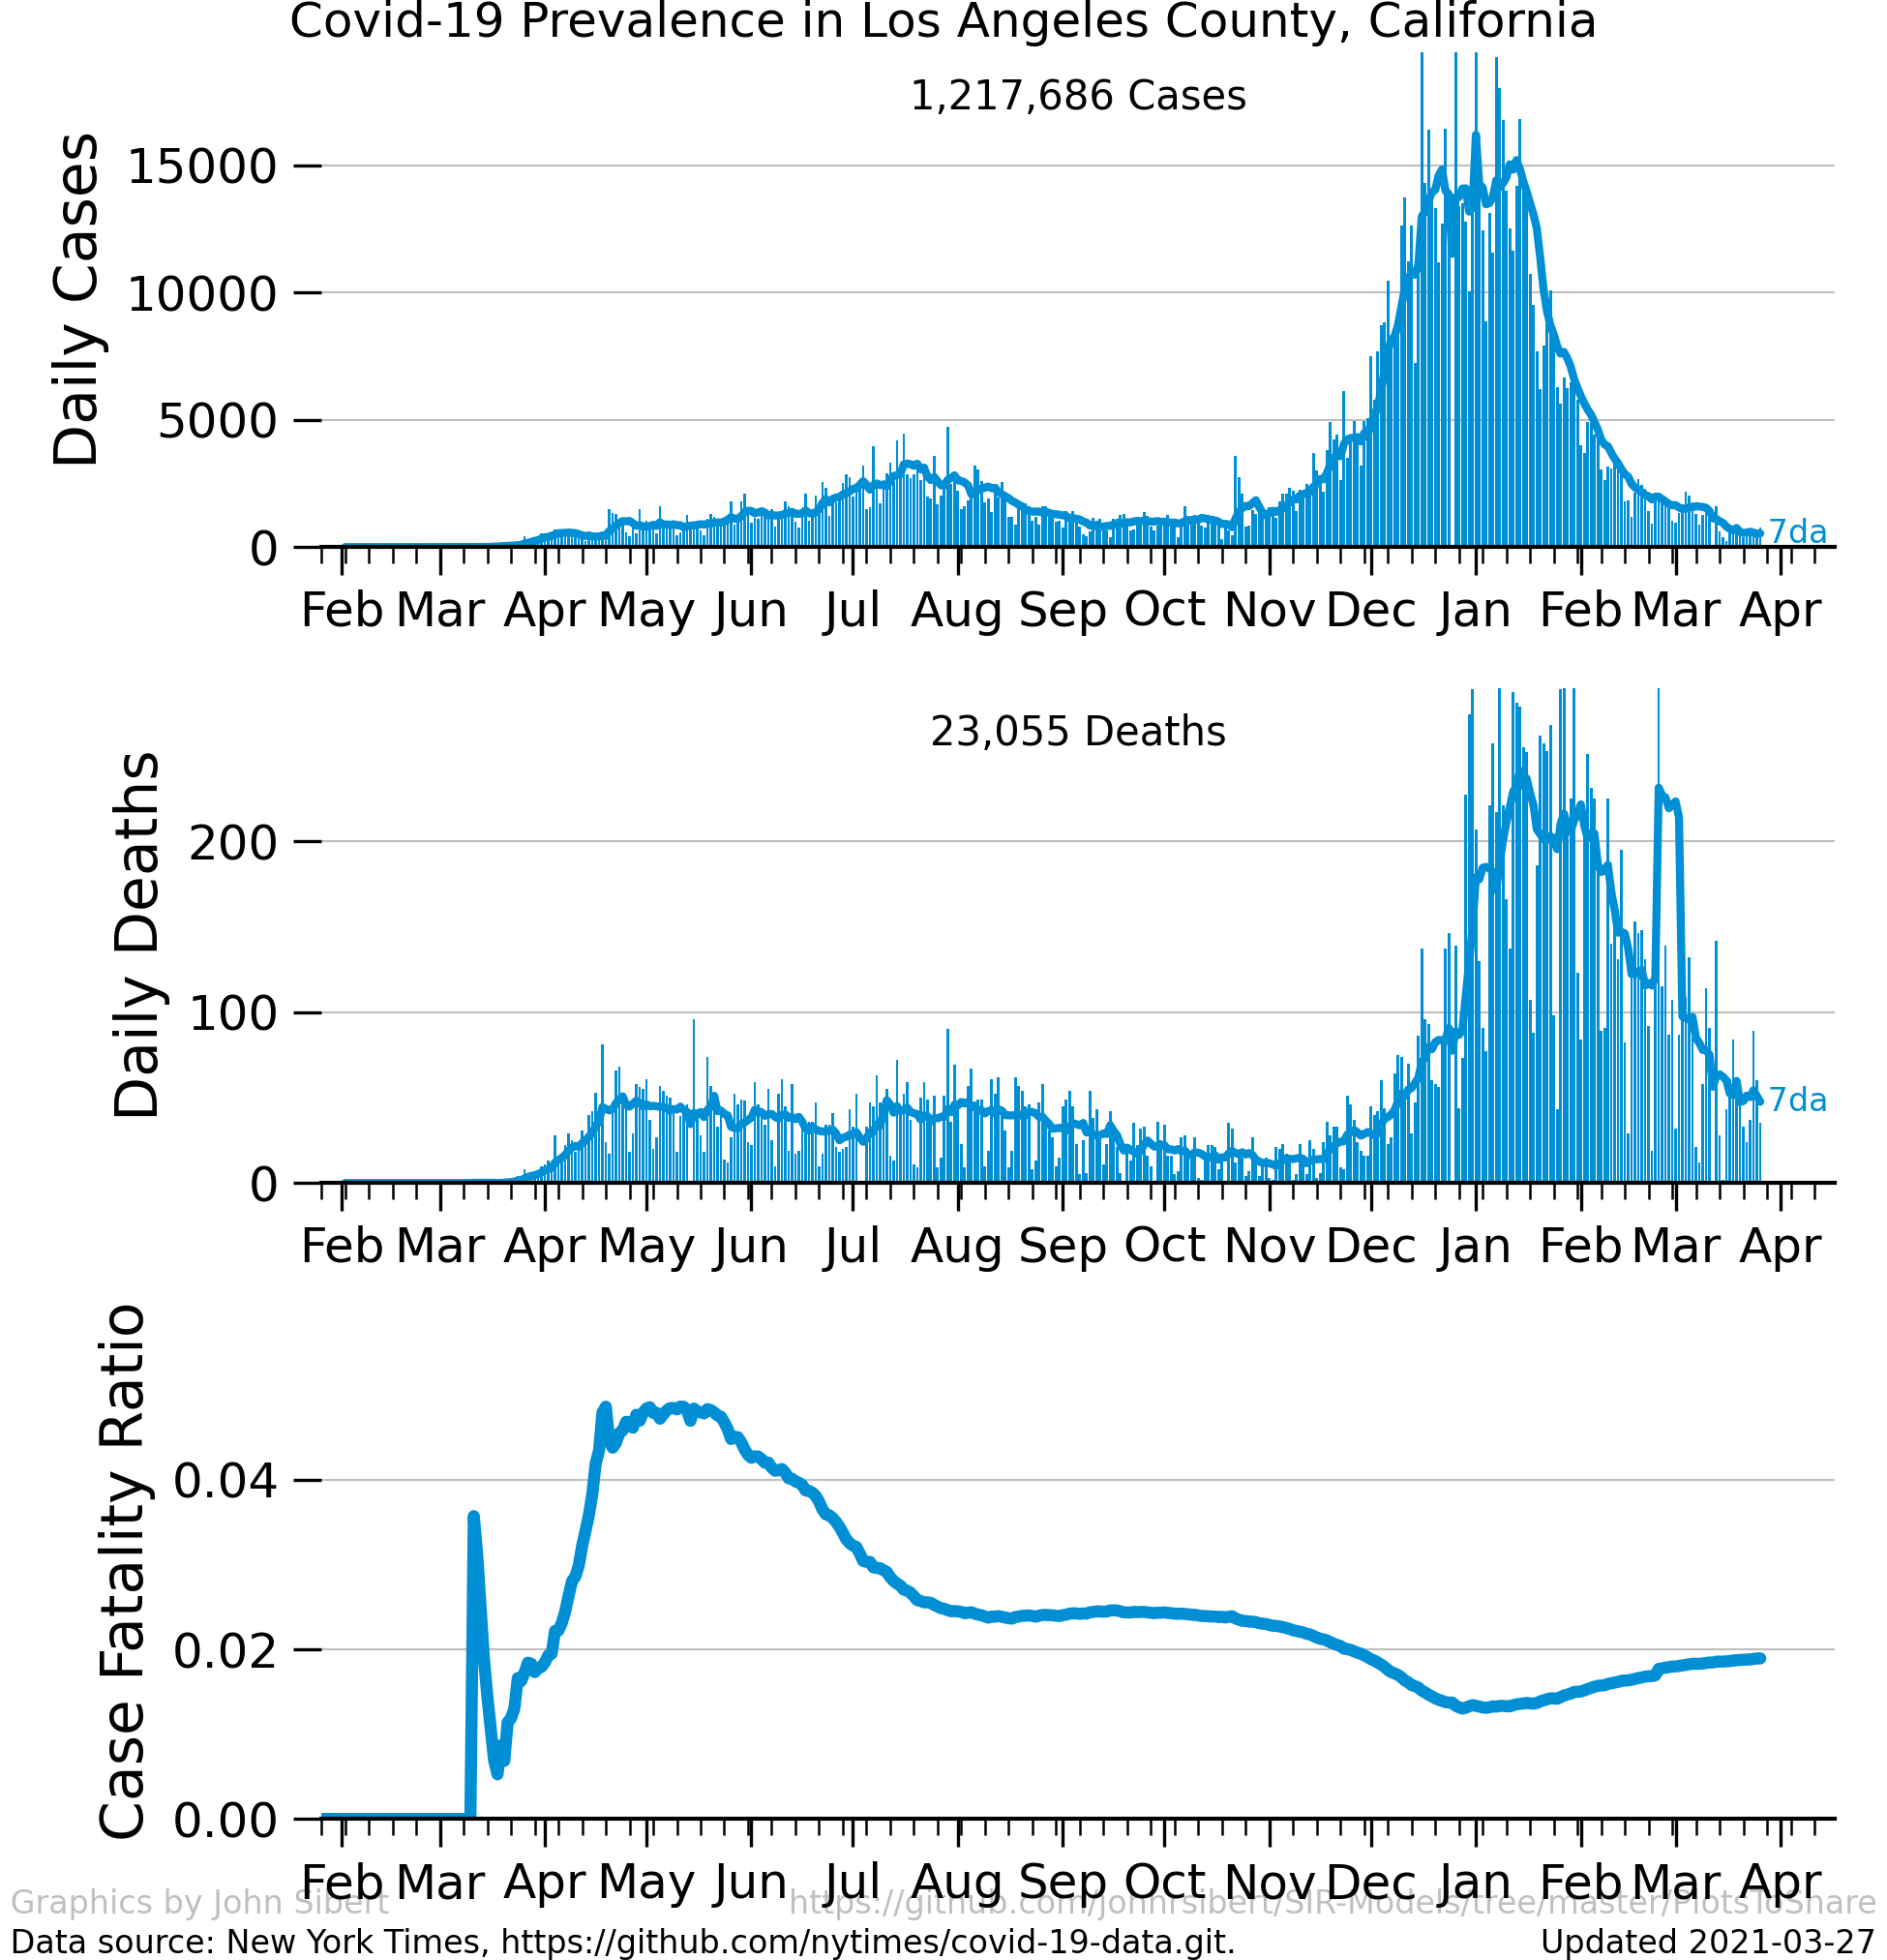 Covid-19 Prevalence in Los Angeles County, California
1,217,686 Cases
Daily Cases
15000
10000
5000
0
7da
Feb Mar Apr May Jun Jul Aug Sep Oct Nov Dec Jan Feb Mar Apr
23,055 Deaths
Daily Deaths
200
100
0
7da
Feb Mar Apr May Jun Jul Aug Sep Oct Nov Dec Jan Feb Mar Apr
Case Fatality Ratio
0.04
0.02
0.00
Feb Mar Apr May Jun Jul Aug Sep Oct Nov Dec Jan Feb Mar Apr
Graphics by John Sibert https://github.com/johnrsibert/SIR-Models/tree/master/PlotsToShare
Data source: New York Times, https://github.com/nytimes/covid-19-data.git. Updated 2021-03-27